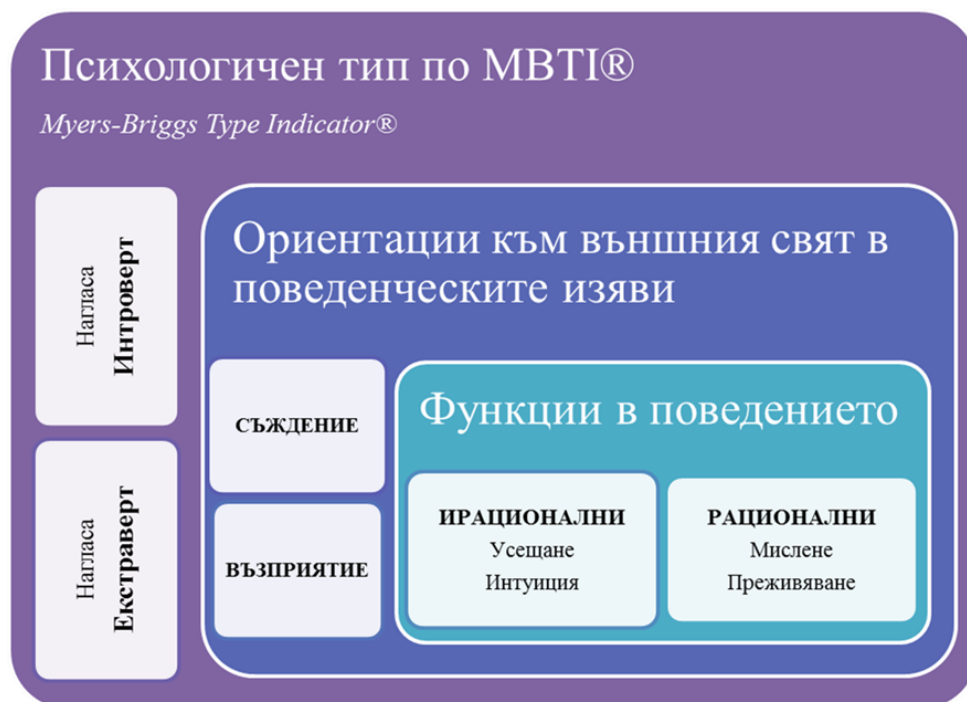 Психологичен тип по MBTI®
Myers-Briggs Type Indicator®
Нагласа
Интроверт
Нагласа
Екстраверт
Ориентации към външния свят в
поведенческите изяви
СЪЖДЕНИЕ
ВЪЗПРИЯТИЕ
Функции в поведението
ИРАЦИОНАЛНИ
Усещане
Интуиция
РАЦИОНАЛНИ
Мислене
Преживяване